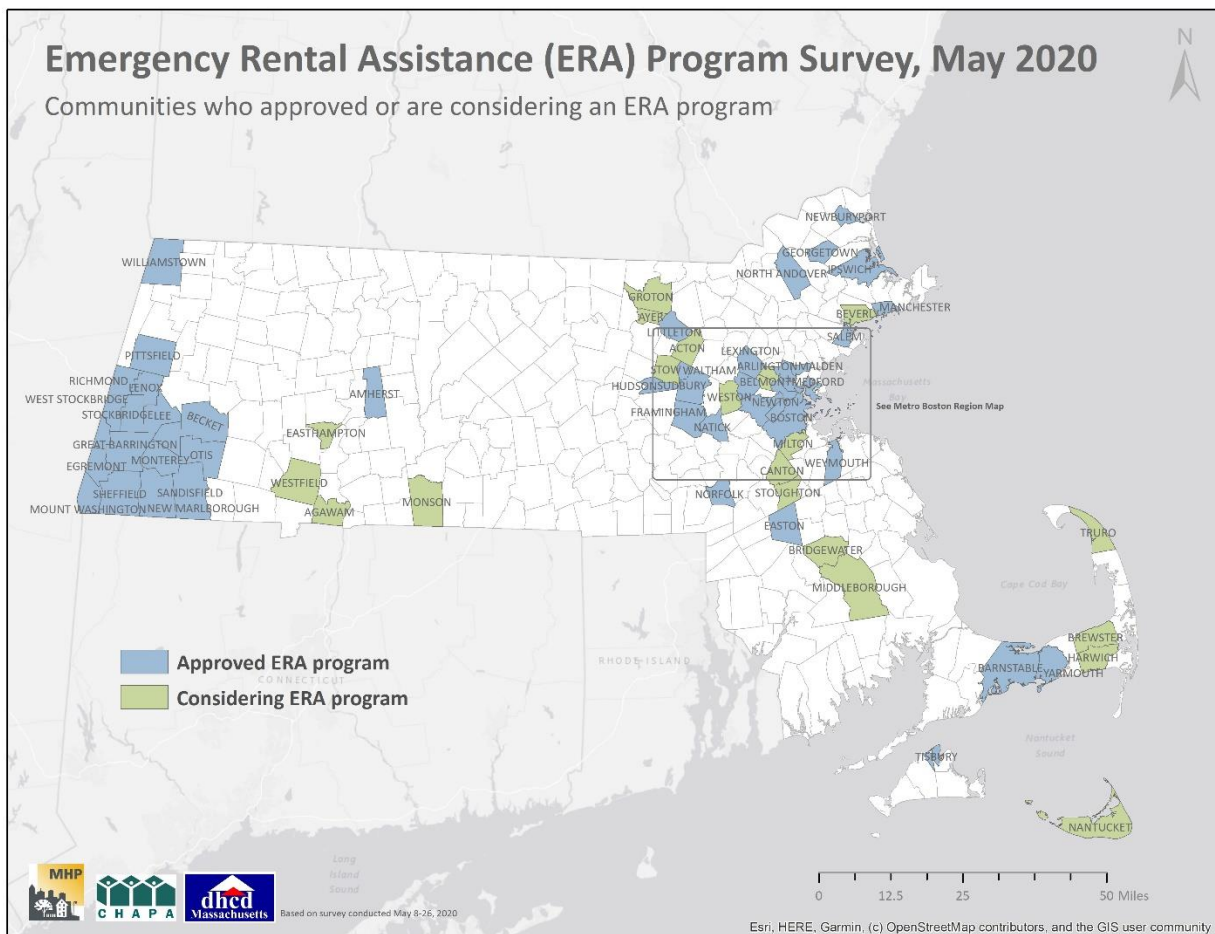 Emergency Rental Assistance (ERA) Program Survey, May 2020
Communities who approved or are considering an ERA program
N
NEWBURYPORT
GEORGETOWN
NORTH ANDOVER
IPSWICH
WILLIAMSTOWN
GROTON
AYER
LITTLETON
BEVERLY
MANCHESTER
SALEM
ACTON
LEXINGTON
PITTSFIELD
STOW
WALTHAM
ARLINGTON
MALDEN
RICHMOND
LENOX
AMHERST
HUDSON
SUDBURY
WESTON
BELMONT
MEDFORD
Massachusetts
Bay
WEST STOCKBRIDGE
STOCKBRIDGE
LEE
BECKET
FRAMINGHAM
NEWTON
BOSTON
See Metro Boston Region Map
NATICK
EASTHAMPTON
GREAT BARRINGTON
MONTEREY
OTIS
EGREMONT
MILTON
WEYMOUTH
CANTON
WESTFIELD
MONSON
NORFOLK
STOUGHTON
SHEFFIELD
SANDISFIELD
MOUNT WASHINGTON
NEW MARLBOROUGH
AGAWAM
EASTON
TRURO
BRIDGEWATER
MIDDLEBOROUGH
Cape Cod Bay
BREWSTER
HARWICH
BARNSTABLE
YARMOUTH
Approved ERA program
RHODE ISLAND
CONNECTICUT
Considering ERA program
Nantucket
Sound
TISBURY
NANTUCKET
Long
Island
Sound
MHP
CHAPA
dhcd
Massachusetts
Based on survey conducted May 8-26, 2020
0 12.5 25 50 Miles
Esri, HERE, Garmin, (c) OpenStreetMap contributors, and the GIS user community